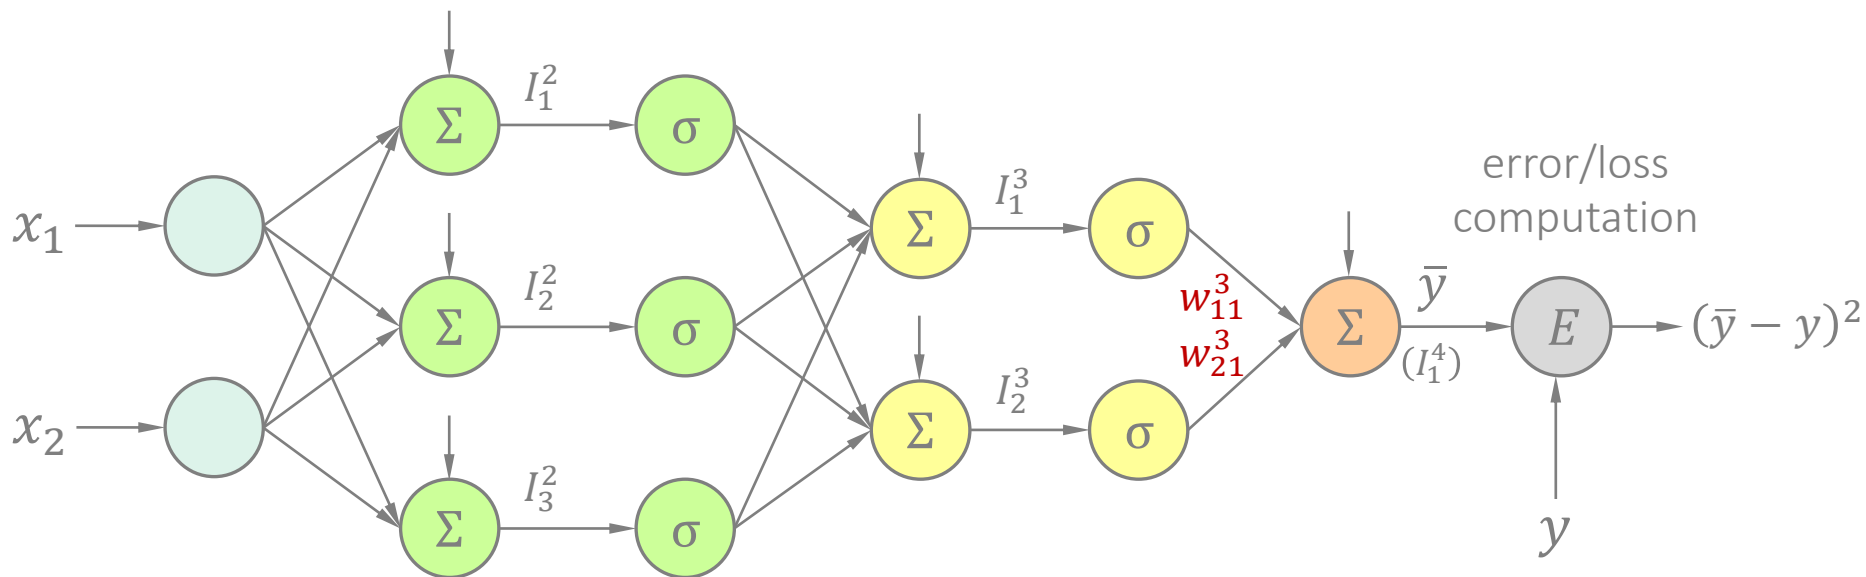 x₁
x₂
Σ
I₁²
σ
Σ
I₂²
σ
Σ
I₃²
σ
Σ
I₁³
σ
Σ
I₂³
σ
w₁₁³
w₂₁³
Σ
ȳ
(I₁⁴)
error/loss
computation
E
(ȳ − y)²
y